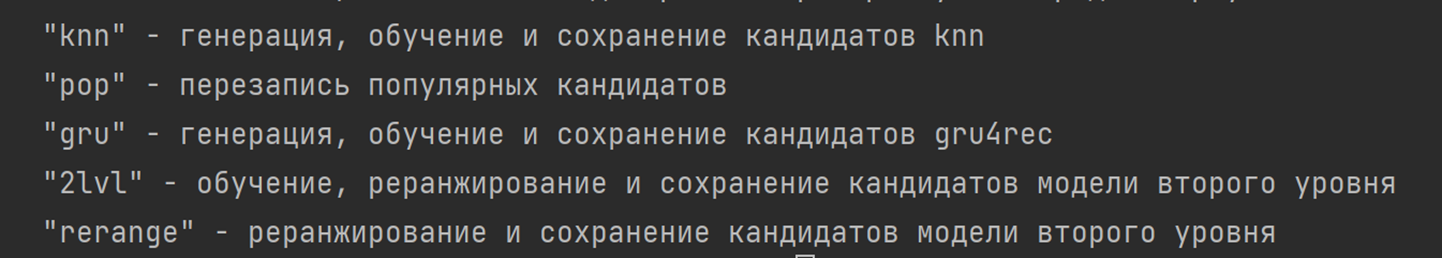 "knn" - генерация, обучение и сохранение кандидатов knn
"pop" - перезапись популярных кандидатов
"gru" - генерация, обучение и сохранение кандидатов gru4rec
"2lvl" - обучение, реранжирование и сохранение кандидатов модели второго уровня
"rerange" - реранжирование и сохранение кандидатов модели второго уровня